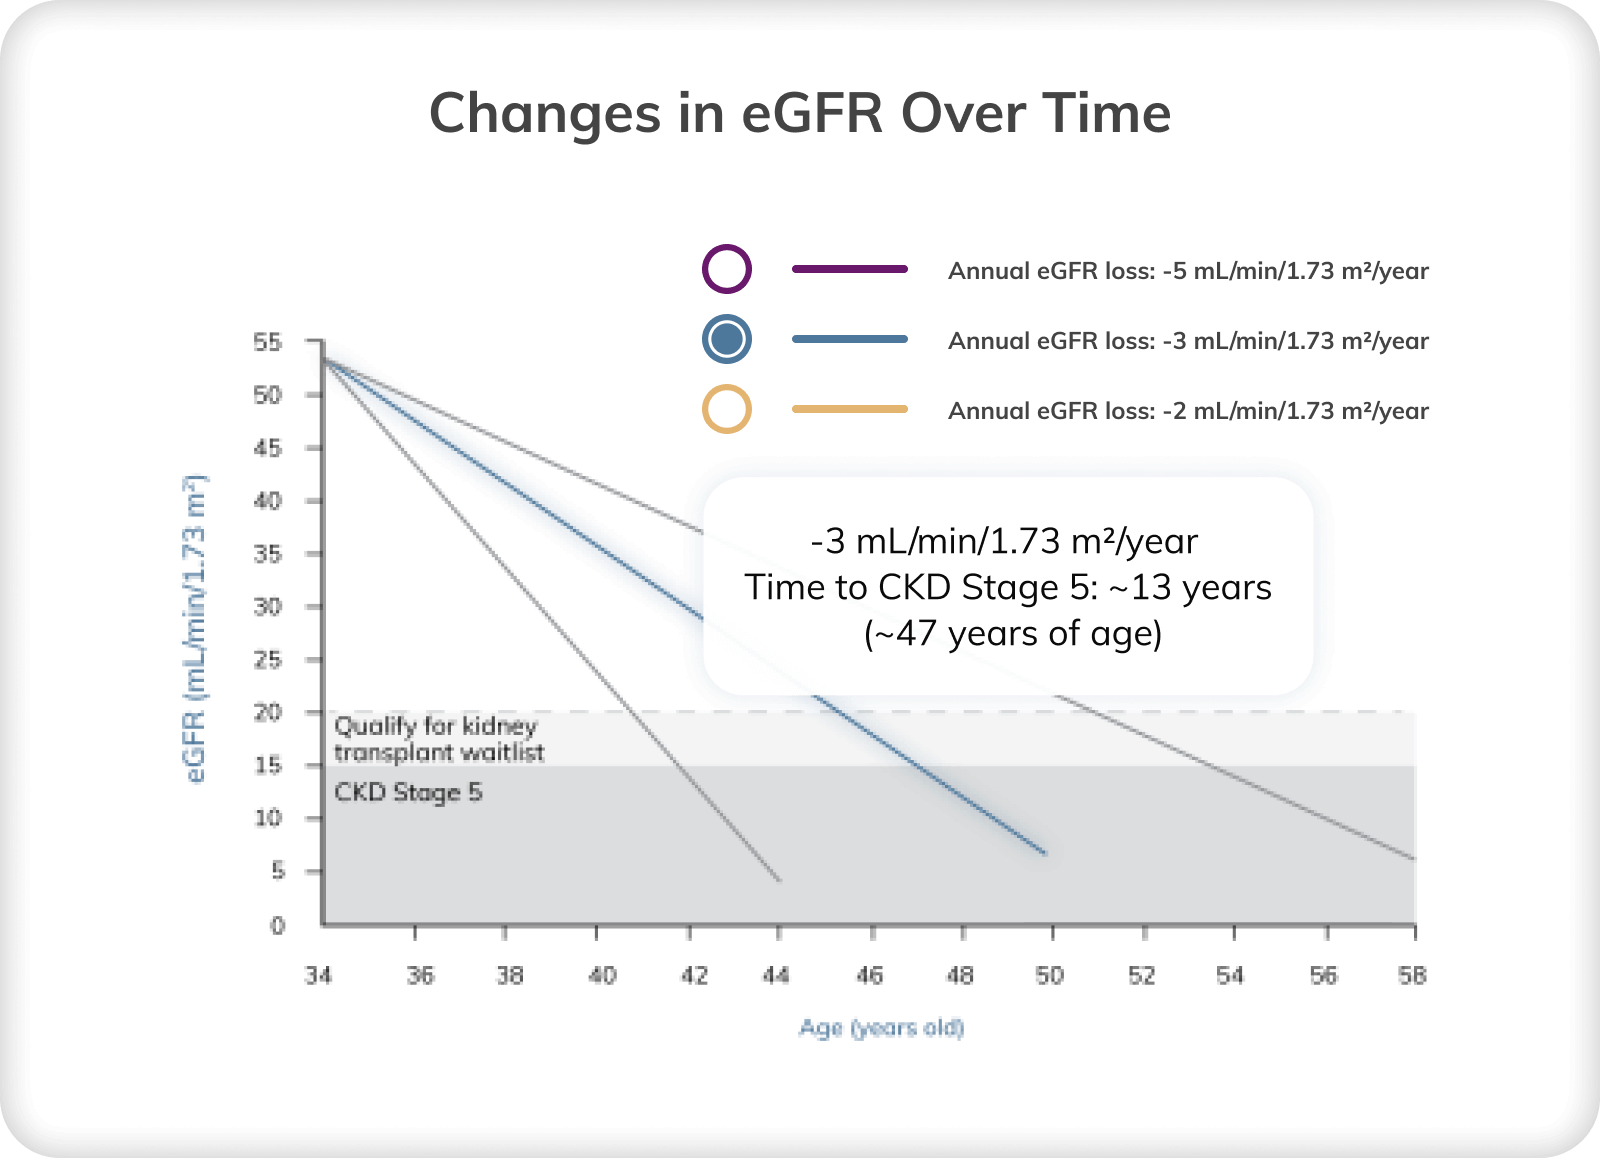 Changes in eGFR Over Time
Annual eGFR loss: -5 mL/min/1.73 m²/year
Annual eGFR loss: -3 mL/min/1.73 m²/year
Annual eGFR loss: -2 mL/min/1.73 m²/year
-3 mL/min/1.73 m²/year
Time to CKD Stage 5: ~13 years
(~47 years of age)
eGFR (mL/min/1.73 m²)
55
50
45
40
35
30
25
20
15
10
5
0
Qualify for kidney
transplant waitlist
CKD Stage 5
34 36 38 40 42 44 46 48 50 52 54 56 58
Age (years old)